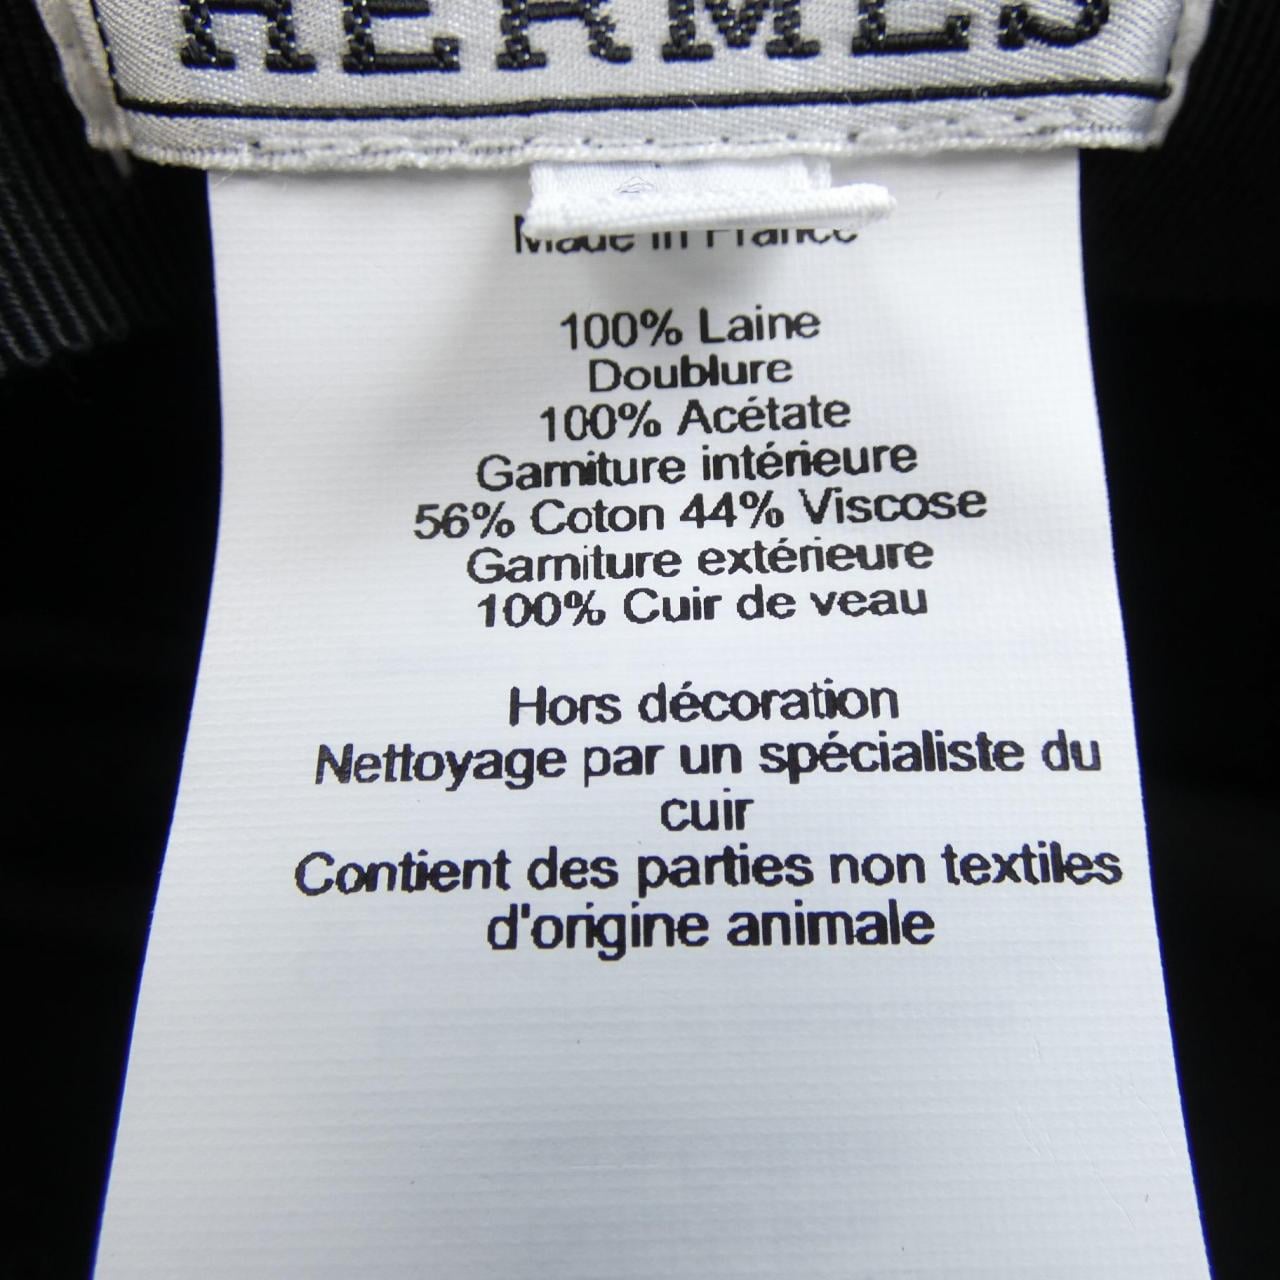 HERMES
Made in France
100% Laine
Doublure
100% Acétate
Garniture intérieure
56% Coton 44% Viscose
Garniture extérieure
100% Cuir de veau
Hors décoration
Nettoyage par un spécialiste du
cuir
Contient des parties non textiles
d'origine animale